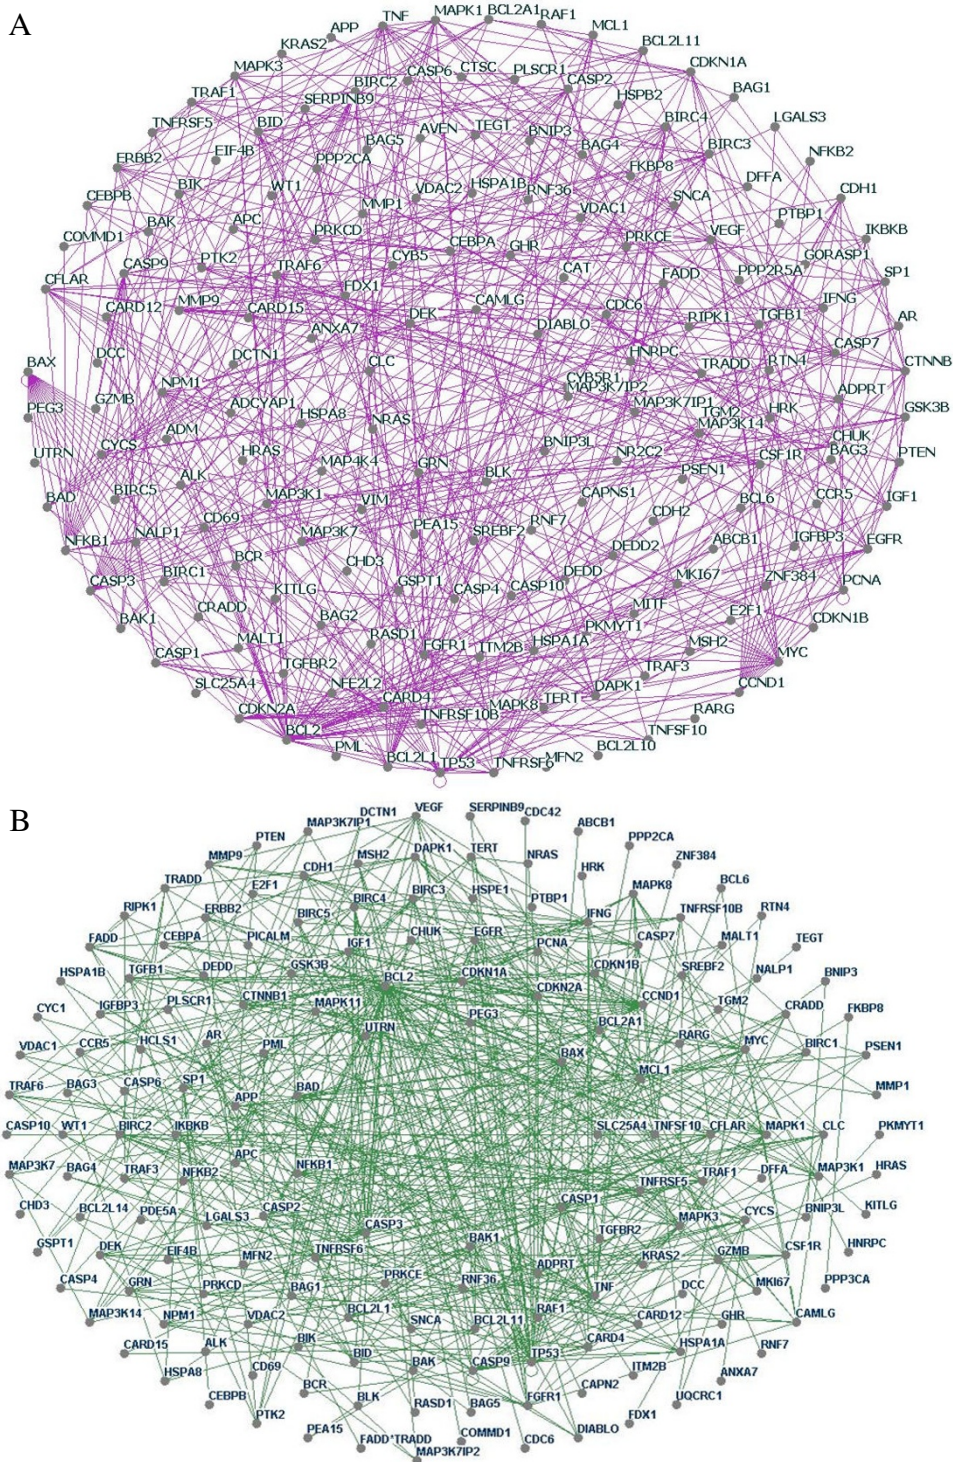 A
TNF MAPK1 BCL2A1 RAF1
APP MCL1
KRAS2 BCL2L11
MAPK3 CASP6 CTSC PLSCR1 CDKN1A
BIRC2 CASP2
TRAF1 SERPINB9 HSPB2 BAG1
TNFRSF5 BID BAG5 AVEN TEGT BNIP3 BIRC4 LGALS3
ERBB2 EIF4B PPP2CA BAG4 BIRC3
FKBP8 NFKB2
CEBPB BIK WT1 MMP1 VDAC2 HSPA1B RNF36 SNCA DFFA CDH1
COMMD1 BAK APC VDAC1 PTBP1
PRKCD CEBPA GHR PRKCE VEGF IKBKB
CFLAR CASP9 PTK2 TRAF6 CYB5 CAT FADD PPP2R5A GORASP1 SP1
CARD12 MMP9 CARD15 FDX1 DEK CAMLG CDC6 IFNG
ANXA7 DIABLO RIPK1 TGFB1 AR
BAX DCC DCTN1 CLC HNRPC TRADD RTN4 CASP7 CTNNB
PEG3 GZMB NPM1 ADCYAP1 CYB5R1 MAP3K7IP2 ADPRT
HSPA8 NRAS MAP3K7IP1 TGM2 HRK GSK3B
UTRN CYCS ADM HRAS BNIP3L MAP3K14 CHUK
MAP4K4 GRN BLK NR2C2 CSF1R BAG3 PTEN
BAD BIRC5 ALK MAP3K1 VIM CAPNS1 PSEN1 BCL6 CCR5 IGF1
NFKB1 NALP1 CD69 MAP3K7 PEA15 SREBF2 RNF7 CDH2 ABCB1 IGFBP3 EGFR
CASP3 BIRC1 BCR CHD3 GSPT1 DEDD2
KITLG CASP4 CASP10 DEDD MKI67 ZNF384 PCNA
BAK1 CRADD BAG2 MITF E2F1 CDKN1B
CASP1 MALT1 RASD1 FGFR1 ITM2B HSPA1A PKMYT1 MSH2 MYC
SLC25A4 TGFBR2 NFE2L2 TRAF3 CCND1
CDKN2A CARD4 MAPK8 TERT DAPK1 RARG
BCL2 TNFRSF10B TNFSF10
PML BCL2L1 TP53 TNFRSF6 MFN2 BCL2L10
B
DCTN1 VEGF SERPINB9 CDC42
MAP3K7IP1 ABCB1
PTEN PPP2CA
MMP9 MSH2 DAPK1 TERT NRAS ZNF384
TRADD CDH1 HRK BCL6
E2F1 BIRC3 HSPE1 PTBP1 MAPK8
RIPK1 ERBB2 BIRC5 BIRC4 IFNG TNFRSF10B RTN4
FADD CEBPA PICALM IGF1 CHUK EGFR PCNA CASP7 MALT1 TEGT
HSPA1B TGFB1 DEDD GSK3B BCL2 CDKN1A CDKN1B SREBF2 NALP1 BNIP3
CYC1 IGFBP3 PLSCR1 CTNNB1 MAPK11 CDKN2A CCND1 TGM2 CRADD FKBP8
VDAC1 CCR5 HCLS1 AR PML UTRN PEG3 BCL2A1 RARG MYC BIRC1 PSEN1
BAX
TRAF6 BAG3 CASP6 SP1 APP BAD MCL1 MMP1
CASP10 WT1 BIRC2 IKBKB SLC25A4 TNFSF10 CFLAR MAPK1 CLC PKMYT1
MAP3K7 BAG4 TRAF3 NFKB2 APC NFKB1 TRAF1 DFFA MAP3K1 HRAS
TNFRSF5
CHD3 BCL2L14 PDE5A LGALS3 CASP2 CASP3 CASP1 TGFBR2 MAPK3 CYCS BNIP3L KITLG
GSPT1 DEK EIF4B MFN2 TNFRSF6 BAK1 ADPRT KRAS2 GZMB CSF1R HNRPC
CASP4 GRN PRKCD BAG1 PRKCE RNF36 TNF DCC MKI67 PPP3CA
MAP3K14 NPM1 VDAC2 BCL2L1 SNCA BCL2L11 RAF1 CARD12 GHR CAMLG
CARD15 ALK BIK BID BAK CASP9 TP53 CARD4 HSPA1A RNF7
HSPA8 CD69 ITM2B ANXA7
CEBPB BCR BLK RASD1 BAG5 FGFR1 CAPN2 UQCRC1
PTK2 PEA15 FADD*TRADD COMMD1 CDC6 DIABLO FDX1
MAP3K7IP2